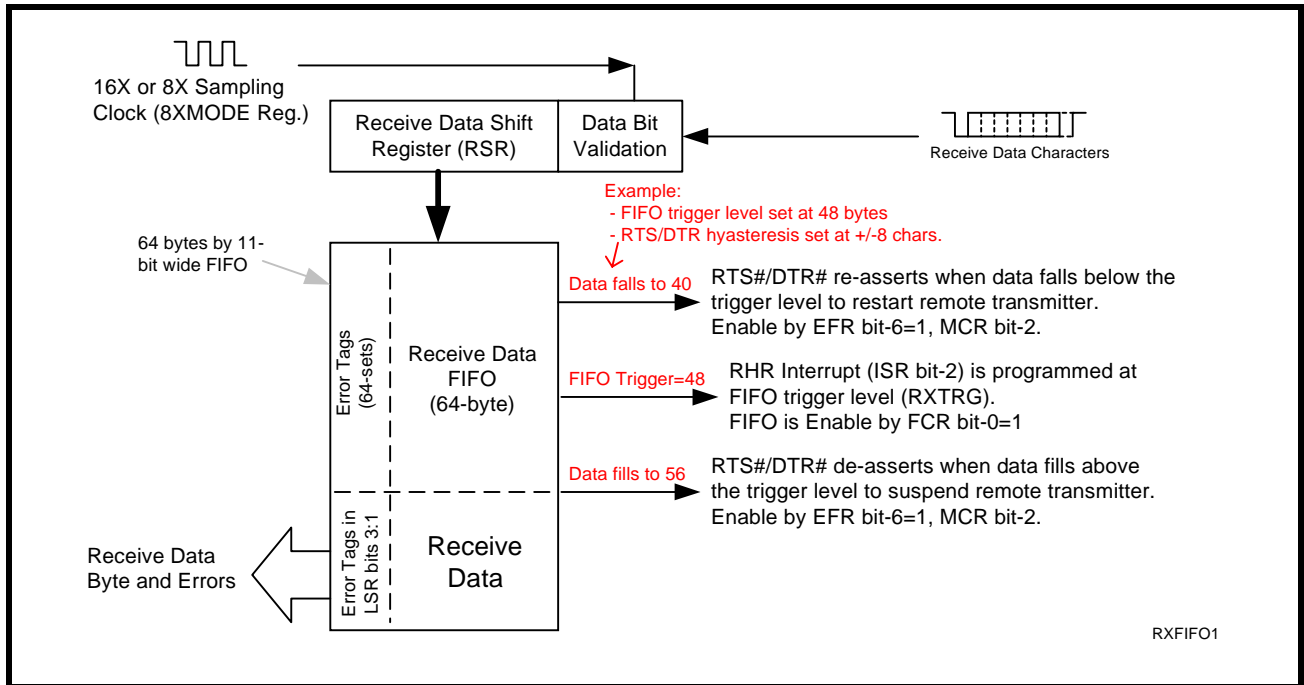 16X or 8X Sampling
Clock (8XMODE Reg.)
Receive Data Shift
Register (RSR)
Data Bit
Validation
Receive Data Characters
Example:
- FIFO trigger level set at 48 bytes
- RTS/DTR hyasteresis set at +/-8 chars.
64 bytes by 11-
bit wide FIFO
Error Tags
(64-sets)
Receive Data
FIFO
(64-byte)
Data falls to 40
RTS#/DTR# re-asserts when data falls below the
trigger level to restart remote transmitter.
Enable by EFR bit-6=1, MCR bit-2.
FIFO Trigger=48
RHR Interrupt (ISR bit-2) is programmed at
FIFO trigger level (RXTRG).
FIFO is Enable by FCR bit-0=1
Data fills to 56
RTS#/DTR# de-asserts when data fills above
the trigger level to suspend remote transmitter.
Enable by EFR bit-6=1, MCR bit-2.
Error Tags in
LSR bits 3:1
Receive
Data
Receive Data
Byte and Errors
RXFIFO1